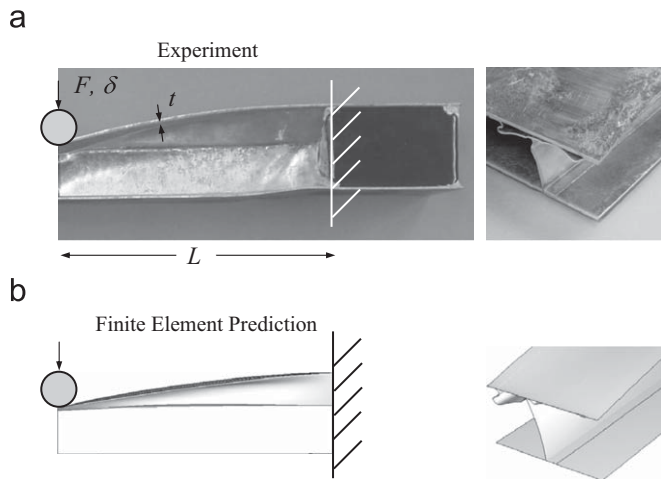 a
Experiment
F, δ
t
L
b
Finite Element Prediction